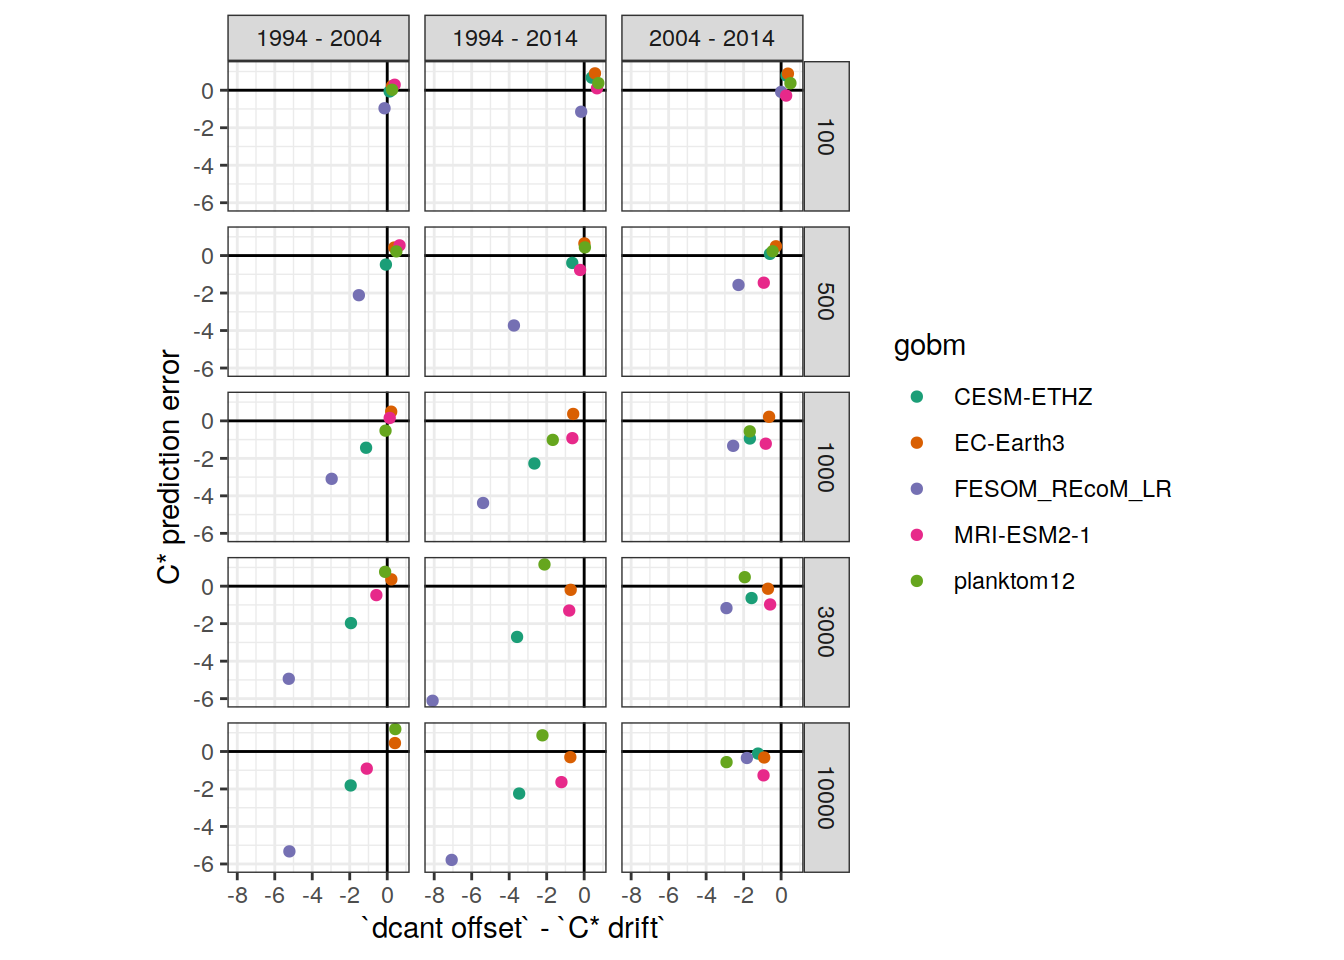 1994 - 2004
1994 - 2014
2004 - 2014
0
-2
-4
-6
100
0
-2
-4
-6
500
0
-2
-4
-6
1000
0
-2
-4
-6
3000
0
-2
-4
-6
10000
-8 -6 -4 -2 0
-8 -6 -4 -2 0
-8 -6 -4 -2 0
`dcant offset` - `C* drift`
C* prediction error
gobm
CESM-ETHZ
EC-Earth3
FESOM_REcoM_LR
MRI-ESM2-1
planktom12